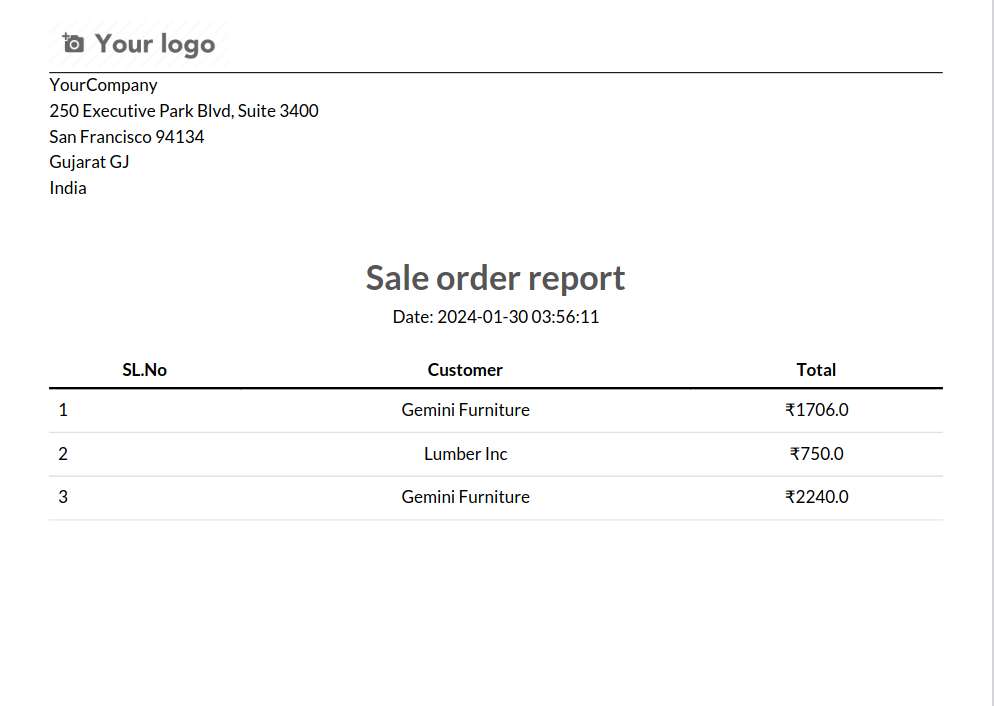 Your logo
YourCompany
250 Executive Park Blvd, Suite 3400
San Francisco 94134
Gujarat GJ
India
Sale order report
Date: 2024-01-30 03:56:11
SL.No Customer Total
1 Gemini Furniture ₹1706.0
2 Lumber Inc ₹750.0
3 Gemini Furniture ₹2240.0